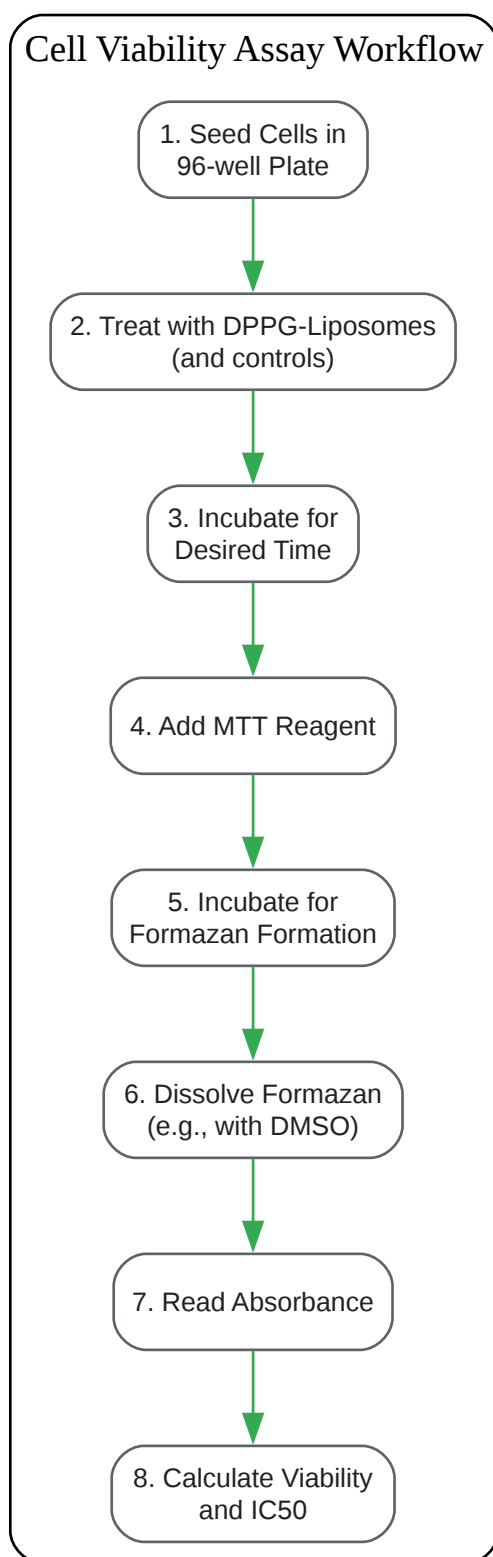 Cell Viability Assay Workflow
1. Seed Cells in
96-well Plate
2. Treat with DPPG-Liposomes
(and controls)
3. Incubate for
Desired Time
4. Add MTT Reagent
5. Incubate for
Formazan Formation
6. Dissolve Formazan
(e.g., with DMSO)
7. Read Absorbance
8. Calculate Viability
and IC50